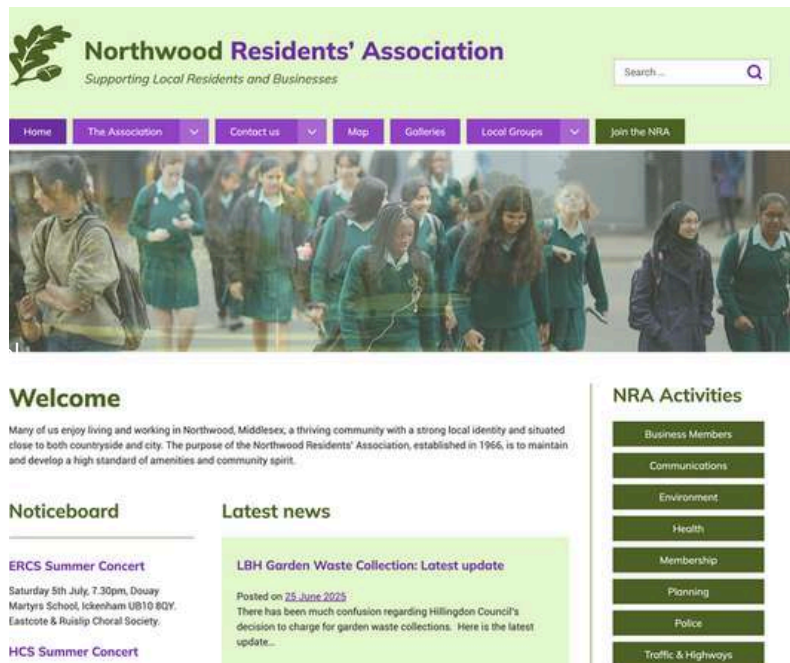 Northwood Residents' Association
Supporting Local Residents and Businesses
Search ...
Home
The Association
Contact us
Map
Galleries
Local Groups
Join the NRA
Welcome
Many of us enjoy living and working in Northwood, Middlesex, a thriving community with a strong local identity and situated
close to both countryside and city. The purpose of the Northwood Residents' Association, established in 1966, is to maintain
and develop a high standard of amenities and community spirit.
Noticeboard
ERCS Summer Concert
Saturday 5th July, 7.30pm, Douay
Martyrs School, Ickenham UB10 8QY.
Eastcote & Ruislip Choral Society.
HCS Summer Concert
Latest news
LBH Garden Waste Collection: Latest update
Posted on 25 June 2025
There has been much confusion regarding Hillingdon Council's
decision to charge for garden waste collections. Here is the latest
update...
NRA Activities
Business Members
Communications
Environment
Health
Membership
Planning
Police
Traffic & Highways